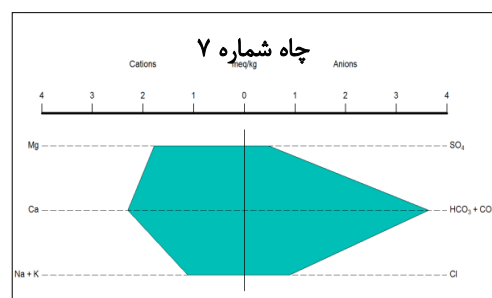 چاه شماره ۷
Cations meq/kg Anions
4 3 2 1 0 1 2 3 4
Mg SO₄
Ca HCO₃ + CO
Na + K Cl